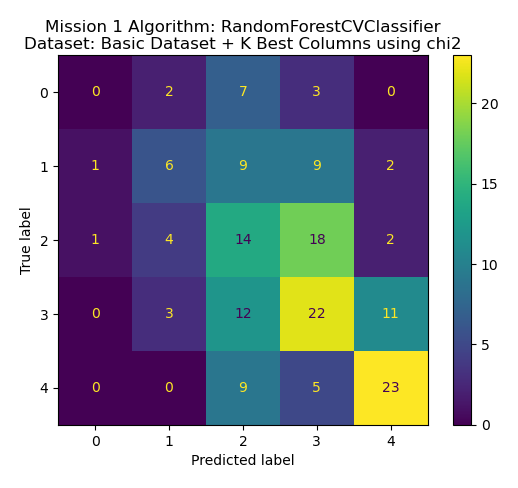 Mission 1 Algorithm: RandomForestCVClassifier
Dataset: Basic Dataset + K Best Columns using chi2
0 0 2 7 3 0
1 1 6 9 9 2
2 1 4 14 18 2
3 0 3 12 22 11
4 0 0 9 5 23
0 1 2 3 4
Predicted label
True label
20
15
10
5
0